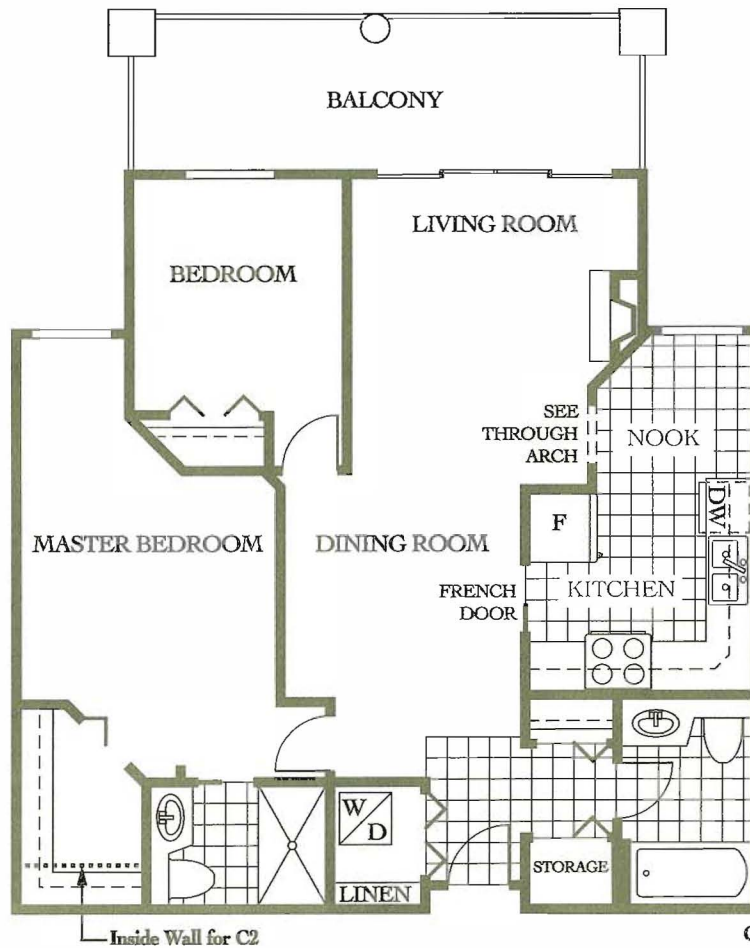 BALCONY
LIVING ROOM
BEDROOM
SEE
THROUGH
ARCH
NOOK
DW
F
MASTER BEDROOM
DINING ROOM
FRENCH
DOOR
KITCHEN
W
D
LINEN
STORAGE
Inside Wall for C2